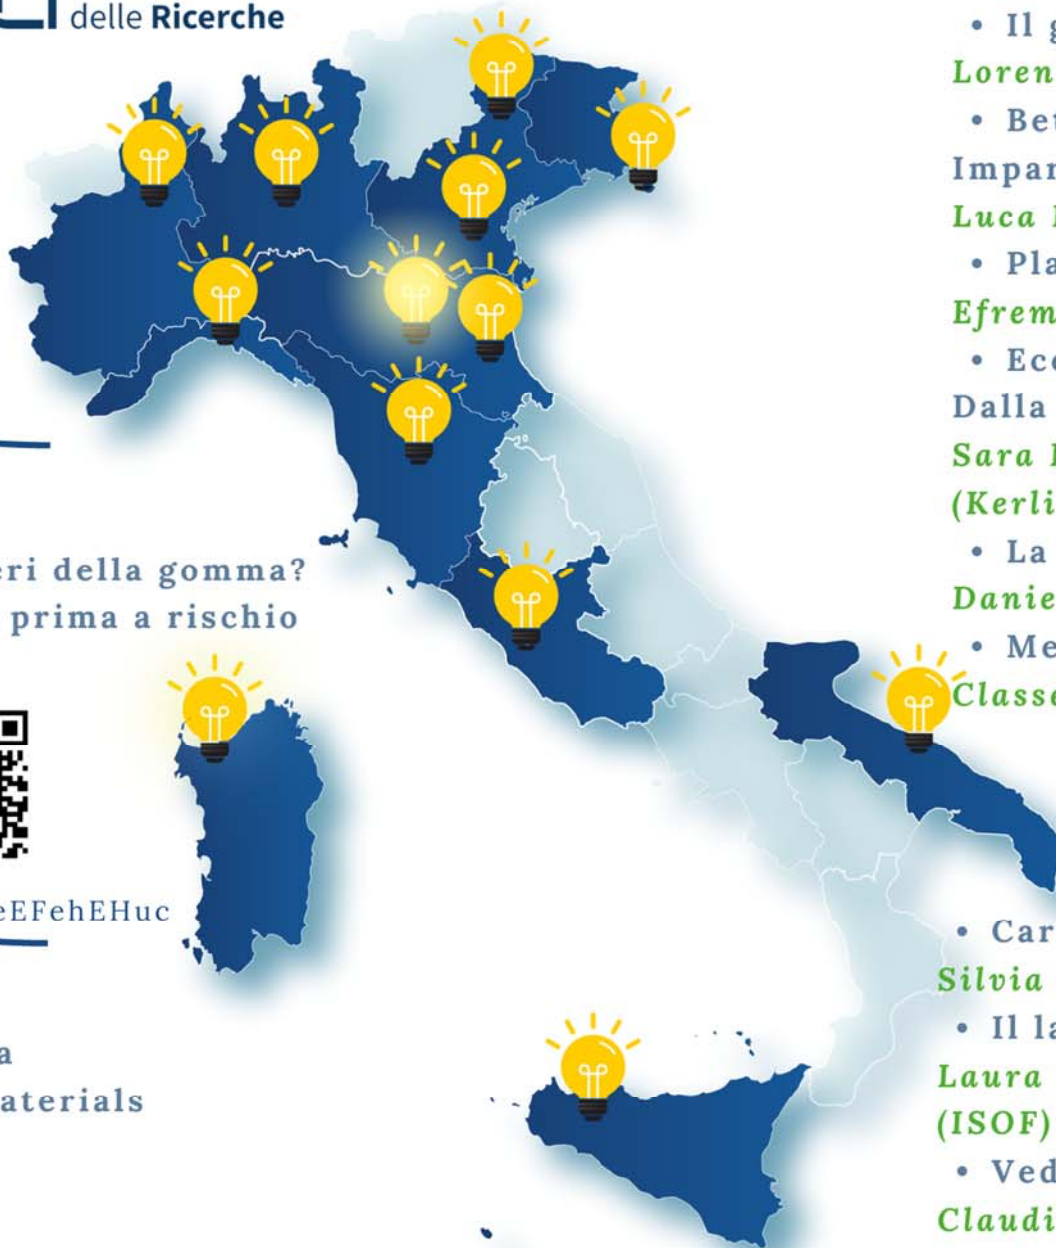 delle Ricerche
eri della gomma?
prima a rischio
eEFehEHuc
a
aterials
• Il g
Loren
• Be
Impar
Luca
• Pla
Efrem
• Eco
Dalla
Sara
(Kerli
• La
Danie
• Me
Classe
• Car
Silvia
• Il la
Laura
(ISOF)
• Ved
Claudi